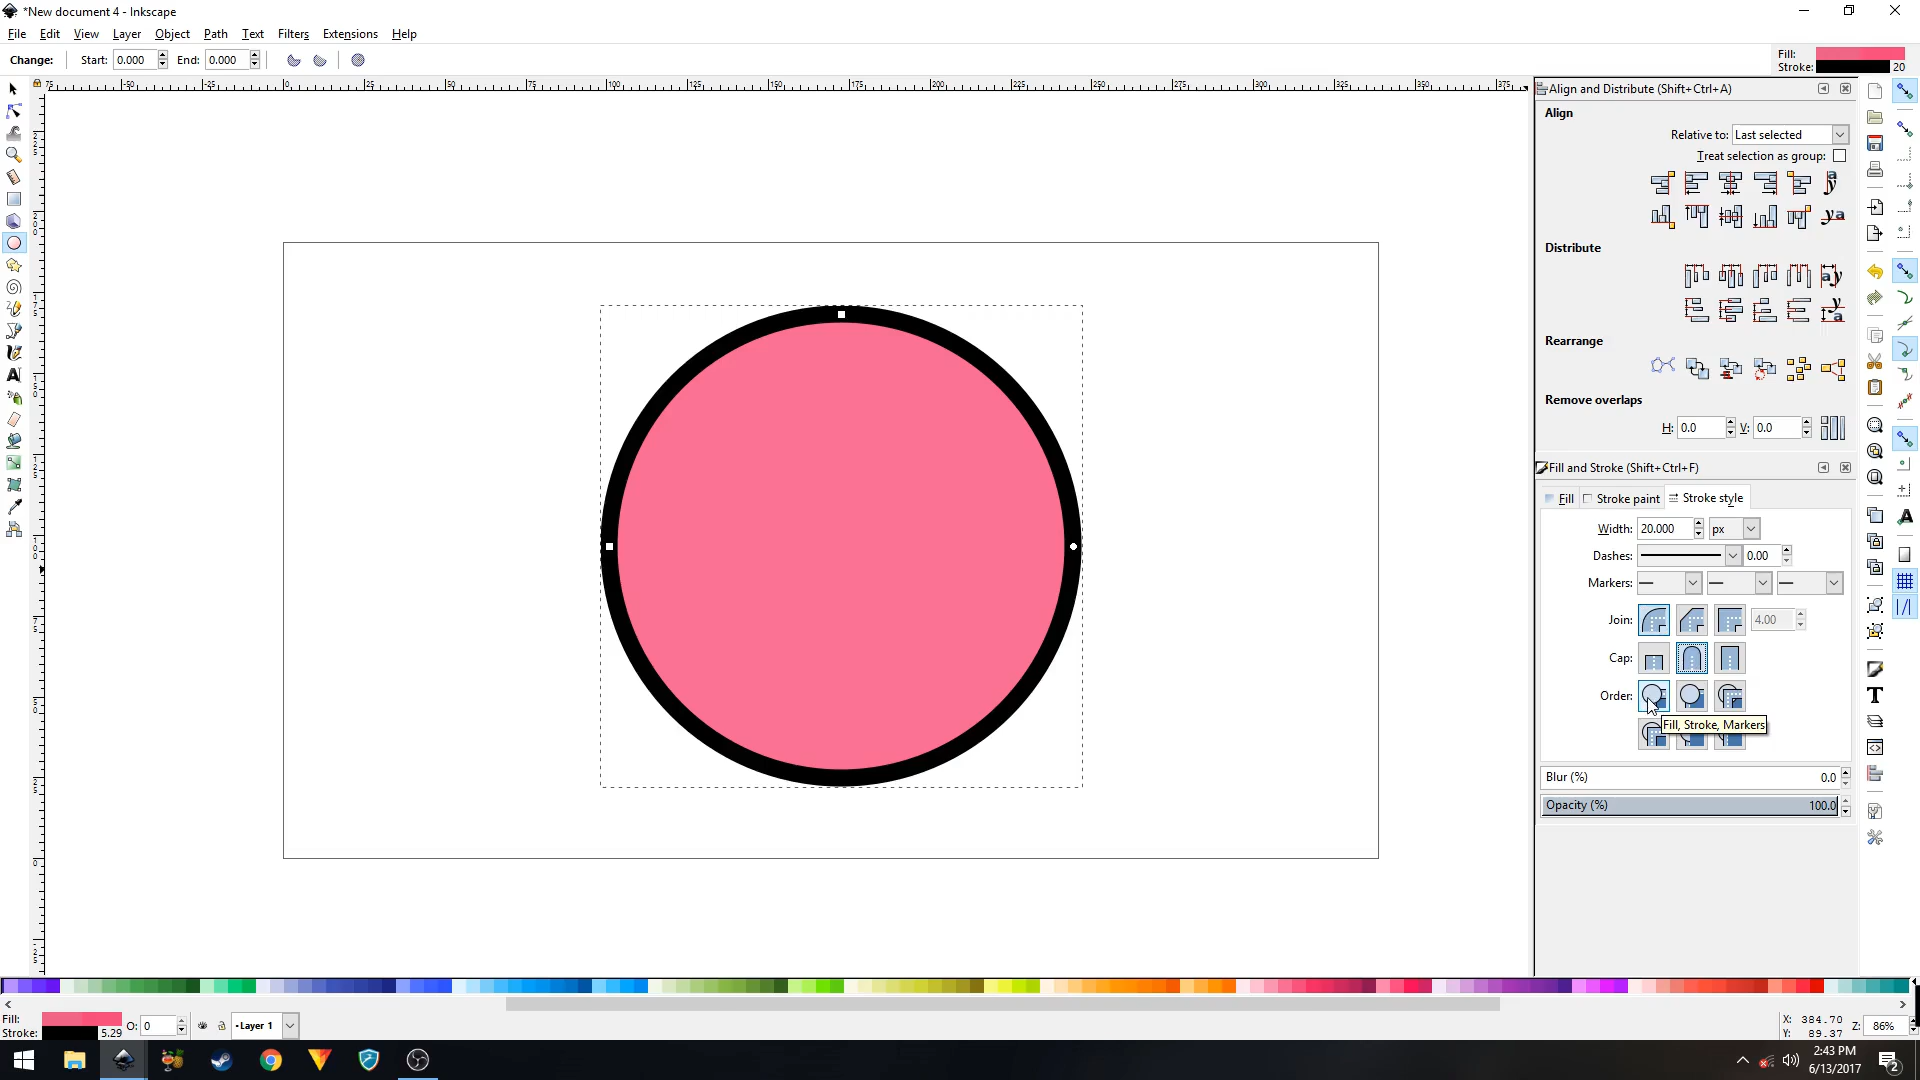 *New document 4 - Inkscape
File Edit View Layer Object Path Text Filters Extensions Help
Change: Start: 0.000 End: 0.000
Fill:
Stroke: 20
Align and Distribute (Shift+Ctrl+A)
Align
Relative to: Last selected
Treat selection as group:
Distribute
Rearrange
Remove overlaps
H: 0.0 V: 0.0
Fill and Stroke (Shift+Ctrl+F)
Fill Stroke paint Stroke style
Width: 20.000 px
Dashes: 0.00
Markers:
Join: 4.00
Cap:
Order:
Fill, Stroke, Markers
Blur (%) 0.0
Opacity (%) 100.0
Fill:
Stroke: 5.29 O: 0 •Layer 1
X: 384.70
Y: 89.37 Z: 86%
2:43 PM
6/13/2017
2